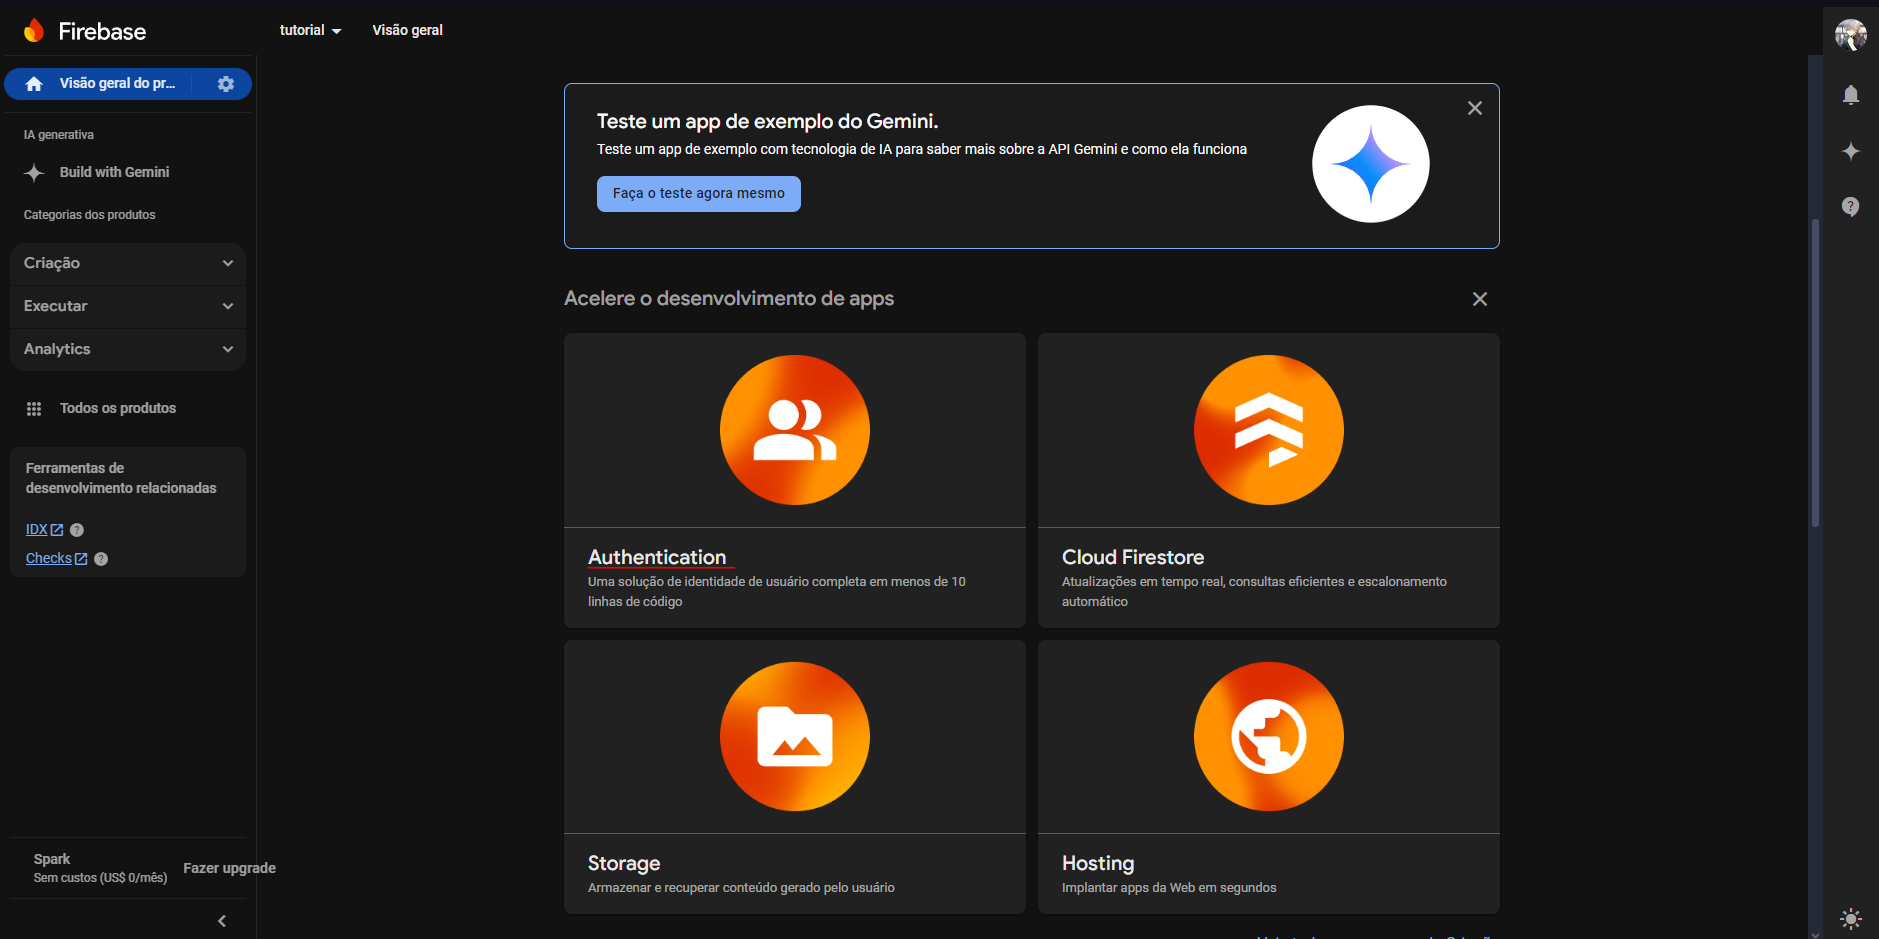 Firebase
tutorial
Visão geral
Visão geral do pr...
IA generativa
Build with Gemini
Categorias dos produtos
Criação
Executar
Analytics
Todos os produtos
Ferramentas de
desenvolvimento relacionadas
IDX
Checks
Spark
Sem custos (US$ 0/mês)
Fazer upgrade
Teste um app de exemplo do Gemini.
Teste um app de exemplo com tecnologia de IA para saber mais sobre a API Gemini e como ela funciona
Faça o teste agora mesmo
Acelere o desenvolvimento de apps
Authentication
Uma solução de identidade de usuário completa em menos de 10
linhas de código
Cloud Firestore
Atualizações em tempo real, consultas eficientes e escalonamento
automático
Storage
Armazenar e recuperar conteúdo gerado pelo usuário
Hosting
Implantar apps da Web em segundos